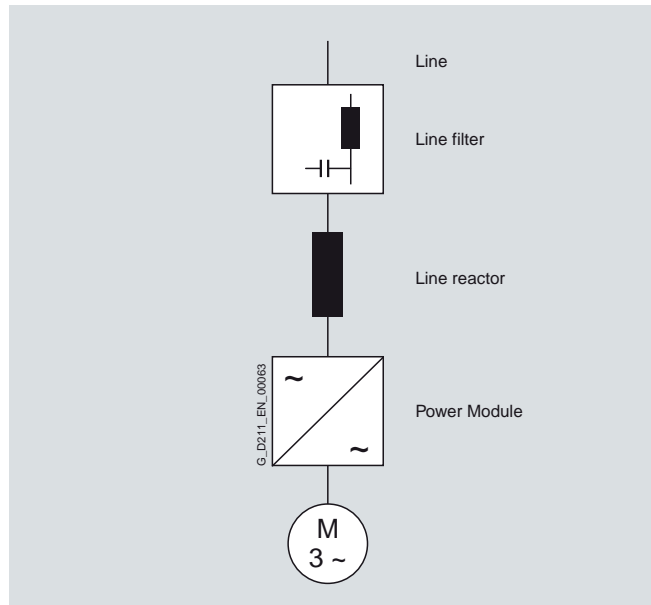 Line
Line filter
Line reactor
~
G_D211_EN_00063
Power Module
~
M
3 ~